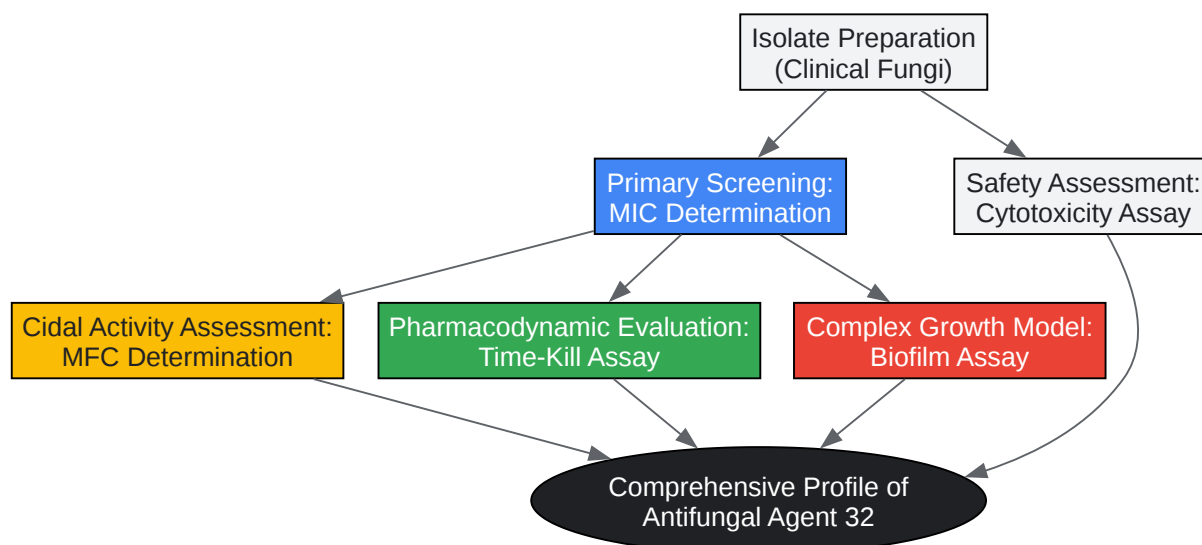 Isolate Preparation
(Clinical Fungi)
Primary Screening:
MIC Determination
Safety Assessment:
Cytotoxicity Assay
Cidal Activity Assessment:
MFC Determination
Pharmacodynamic Evaluation:
Time-Kill Assay
Complex Growth Model:
Biofilm Assay
Comprehensive Profile of
Antifungal Agent 32